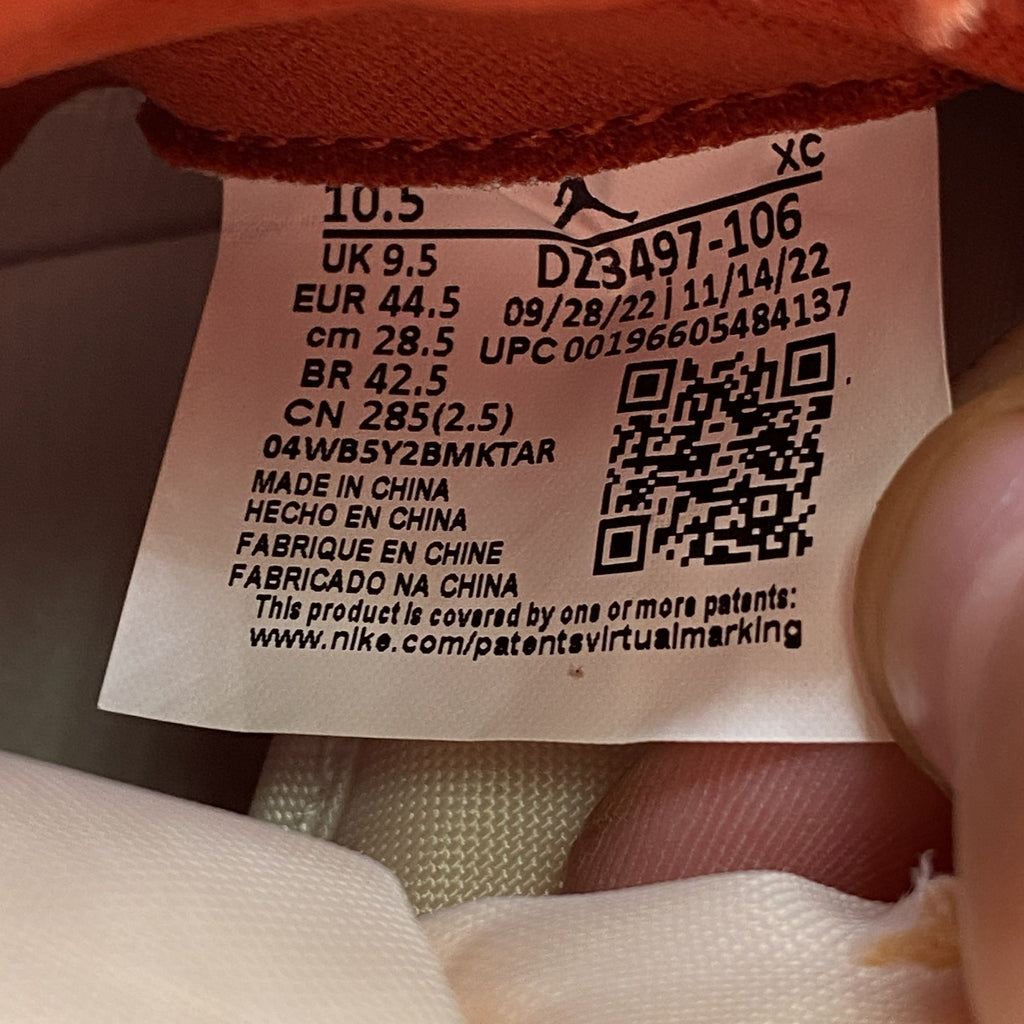 XC
10.5
UK 9.5
EUR 44.5
cm 28.5
BR 42.5
CN 285(2.5)
04WB5Y2BMKTAR
DZ3497-106
09/28/22 | 11/14/22
UPC 00196605484137
MADE IN CHINA
HECHO EN CHINA
FABRIQUE EN CHINE
FABRICADO NA CHINA
This product is covered by one or more patents:
www.nike.com/patentsvirtualmarking